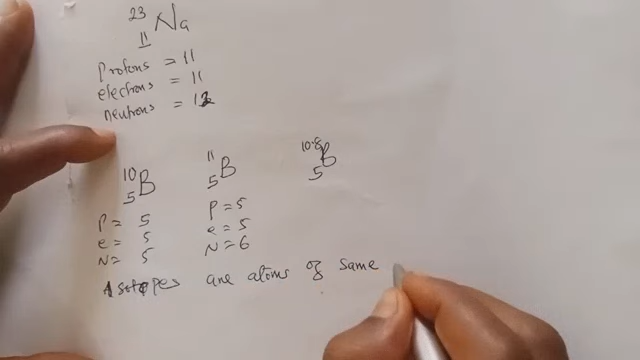 23
11 Na
Protons = 11
electrons = 11
neutrons = 12
10 5 B 11 5 B 10.8 5 B
P = 5 P = 5
e = 5 e = 5
N = 5 N = 6
Isotopes are atoms of same